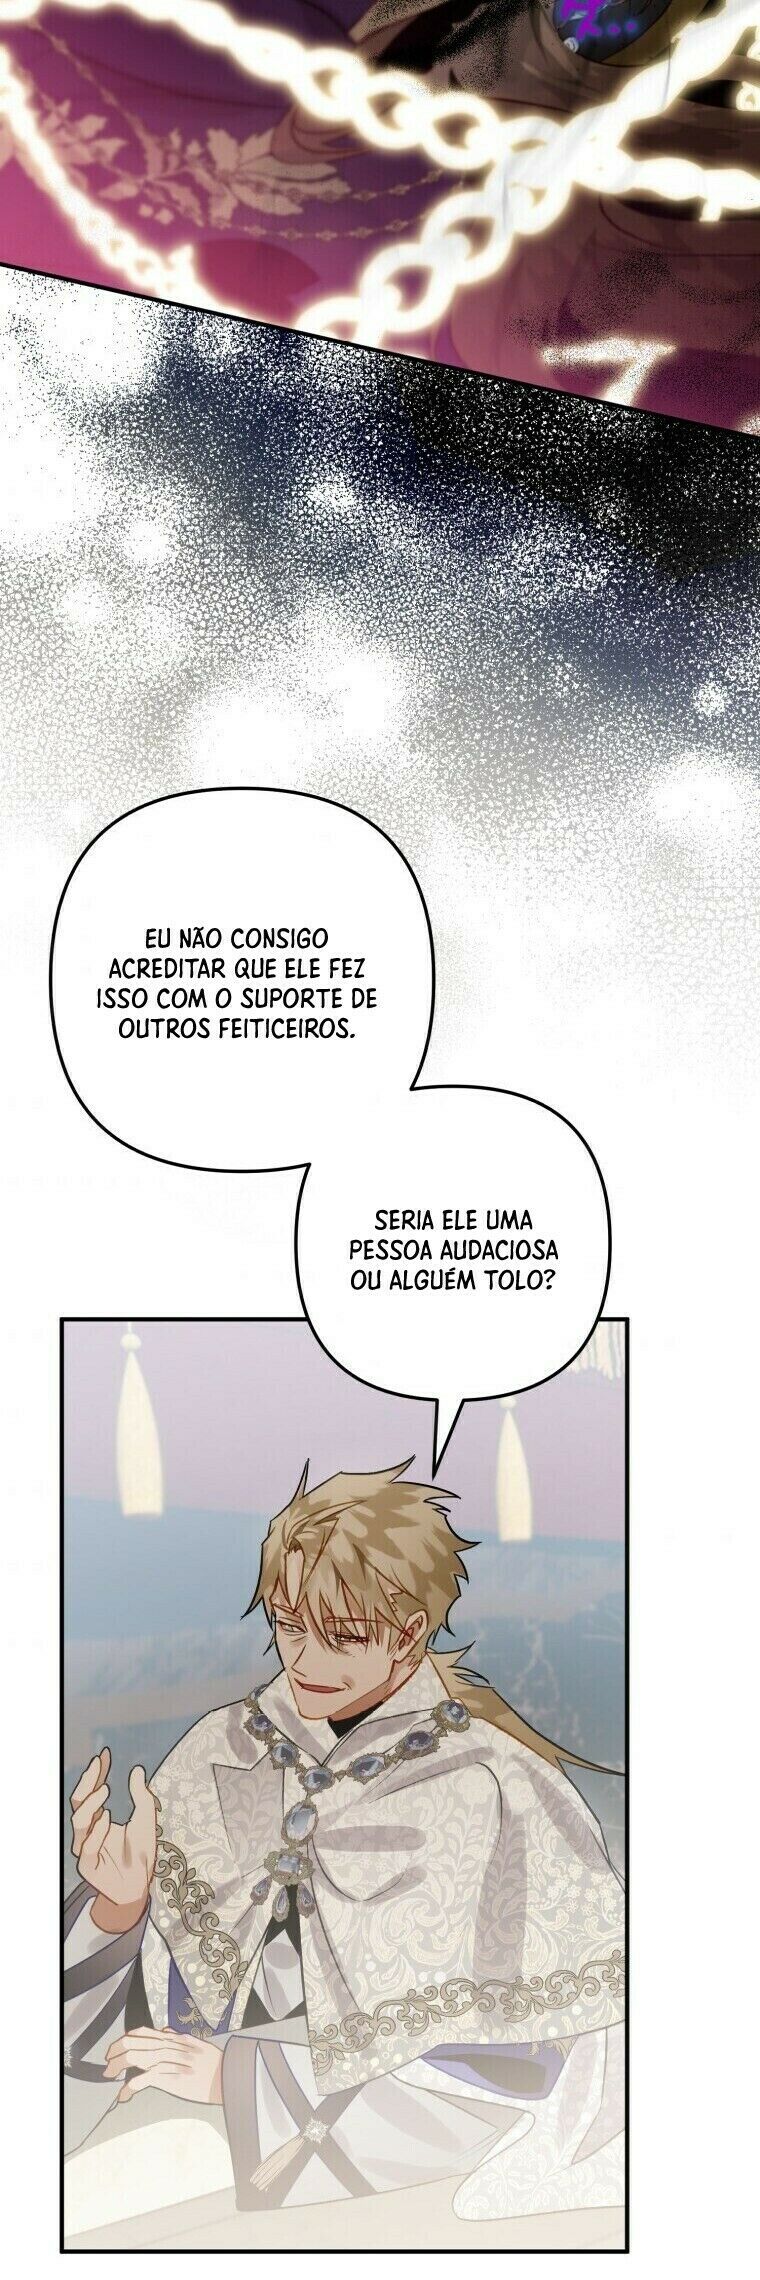 EU NÃO CONSIGO
ACREDITAR QUE ELE FEZ
ISSO COM O SUPORTE DE
OUTROS FEITICEIROS.
SERIA ELE UMA
PESSOA AUDACIOSA
OU ALGUÉM TOLO?